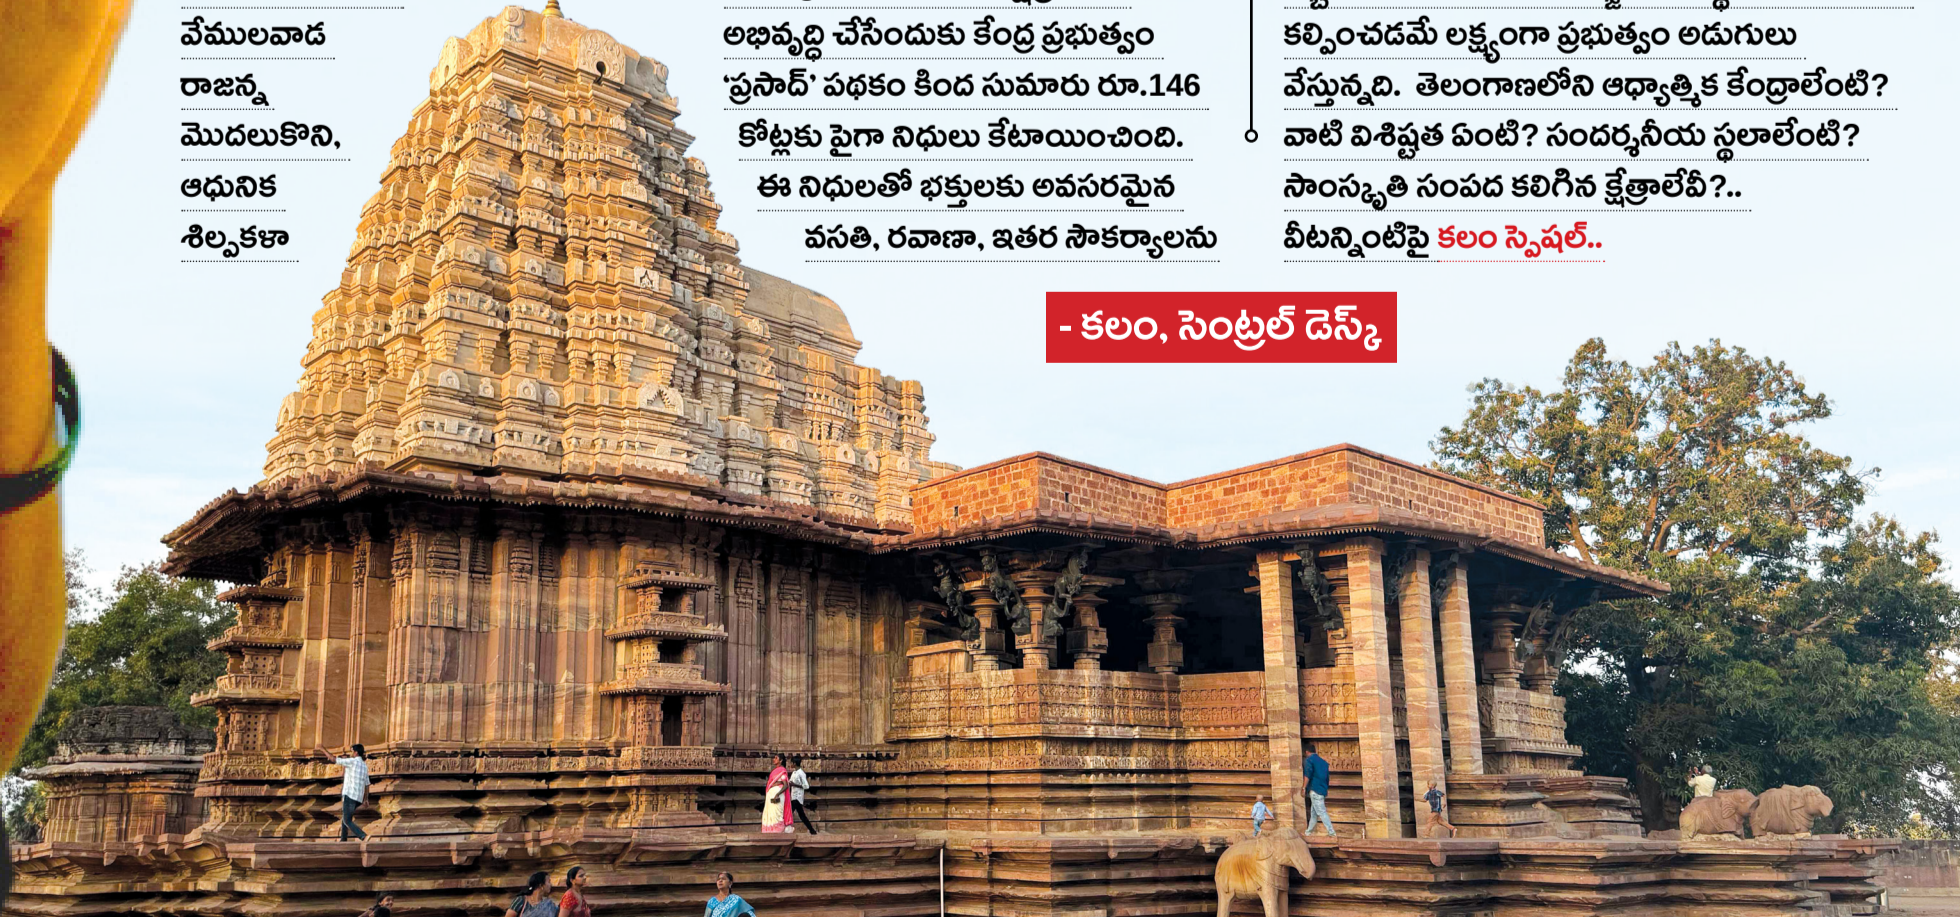 వేములవాడ
రాజన్న
మొదలుకొని,
ఆధునిక
శిల్పకళా
అభివృద్ధి చేసేందుకు కేంద్ర ప్రభుత్వం
‘ప్రసాద్’ పథకం కింద సుమారు రూ.146
కోట్లకు పైగా నిధులు కేటాయించింది.
ఈ నిధులతో భక్తులకు అవసరమైన
వసతి, రవాణా, ఇతర సౌకర్యాలను
కల్పించడమే లక్ష్యంగా ప్రభుత్వం అడుగులు
వేస్తున్నది. తెలంగాణలోని ఆధ్యాత్మిక కేంద్రాలేంటి?
వాటి విశిష్టత ఏంటి? సందర్శనీయ స్థలాలేంటి?
సాంస్కృతి సంపద కలిగిన క్షేత్రాలేవీ?..
వీటన్నింటిపై కలం స్పెషల్..
- కలం, సెంట్రల్ డెస్క్